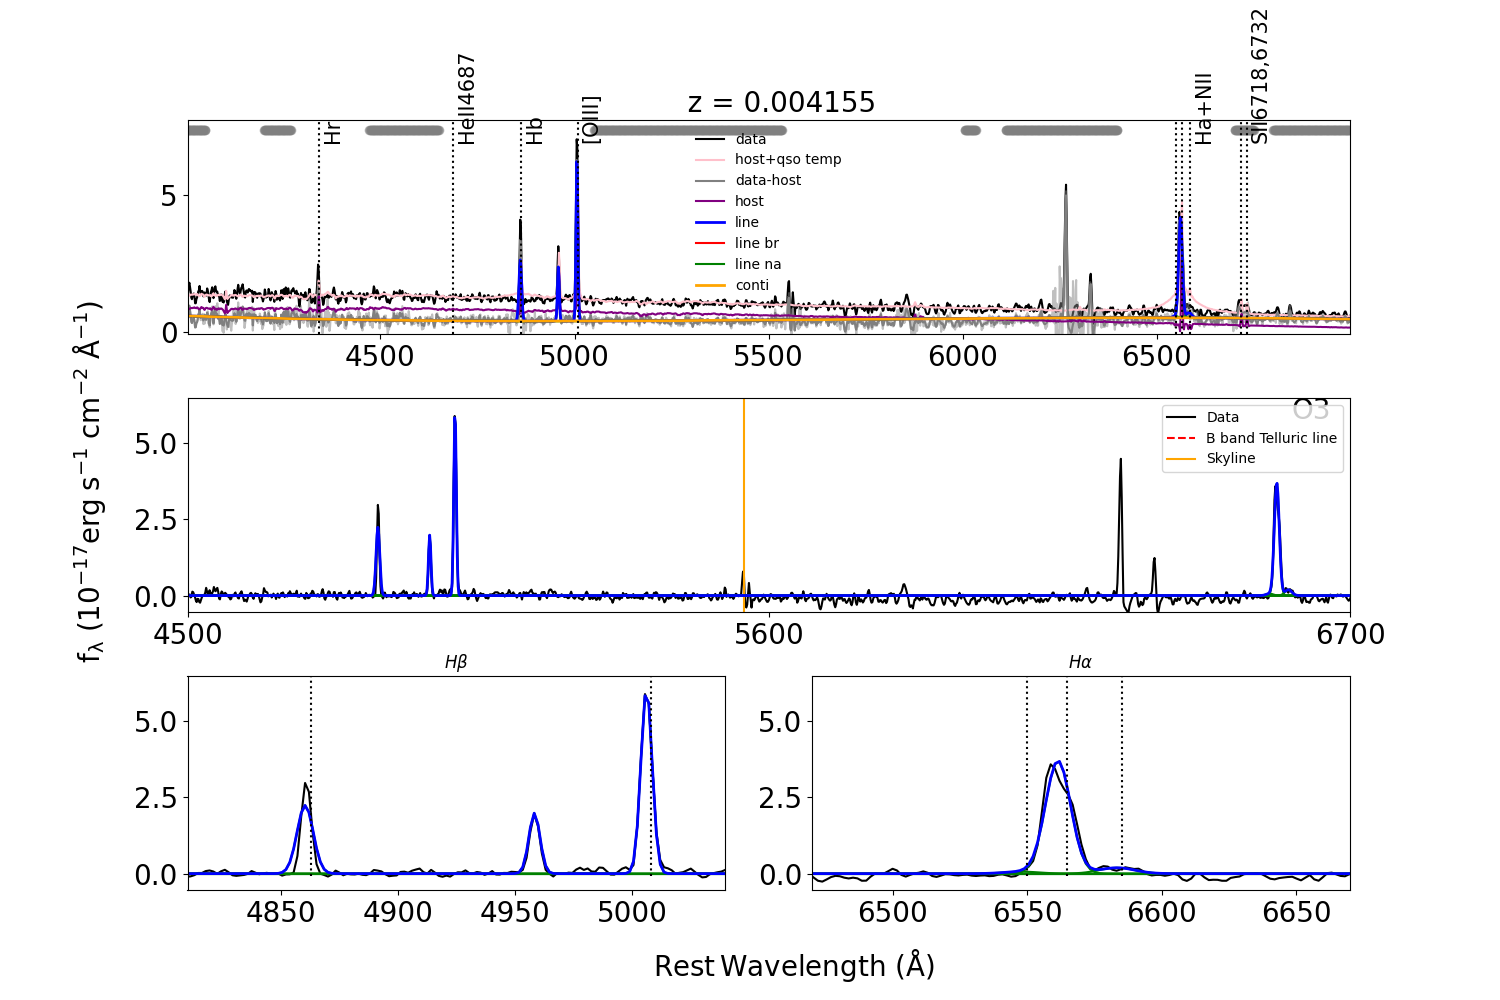 Hr
HeII4687
Hb
[OIII]
Ha+NII
SII6718,6732
z = 0.004155
data
host+qso temp
data-host
host
line
line br
line na
conti
5
0
4500
5000
5500
6000
6500
f_λ (10^−17 erg s^−1 cm^−2 Å^−1)
O3
Data
B band Telluric line
Skyline
5.0
2.5
0.0
4500
5600
6700
Hβ
5.0
2.5
0.0
4850
4900
4950
5000
Hα
5.0
2.5
0.0
6500
6550
6600
6650
Rest Wavelength (Å)